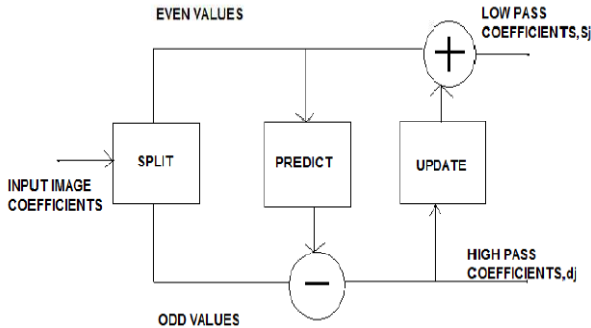 EVEN VALUES
LOW PASS
COEFFICIENTS,Sj
+
SPLIT
PREDICT
UPDATE
INPUT IMAGE
COEFFICIENTS
−
HIGH PASS
COEFFICIENTS,dj
ODD VALUES